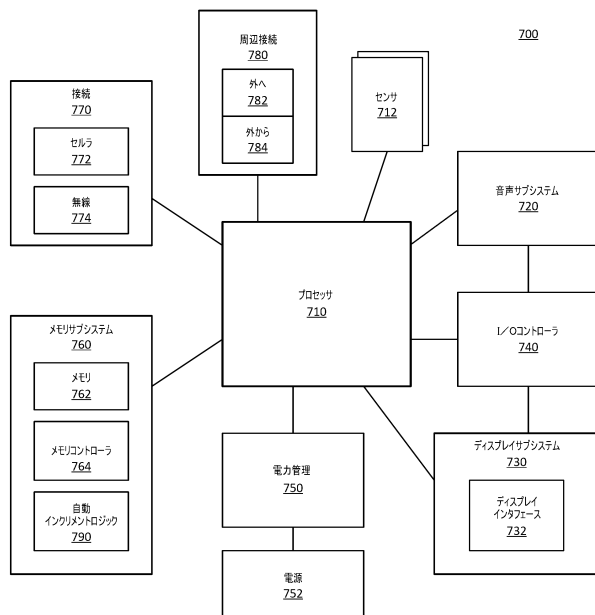 700
周辺接続
780
外へ
782
外から
784
センサ
712
接続
770
セルラ
772
無線
774
音声サブシステム
720
プロセッサ
710
I/Oコントローラ
740
メモリサブシステム
760
メモリ
762
メモリコントローラ
764
自動
インクリメントロジック
790
電力管理
750
電源
752
ディスプレイサブシステム
730
ディスプレイ
インタフェース
732